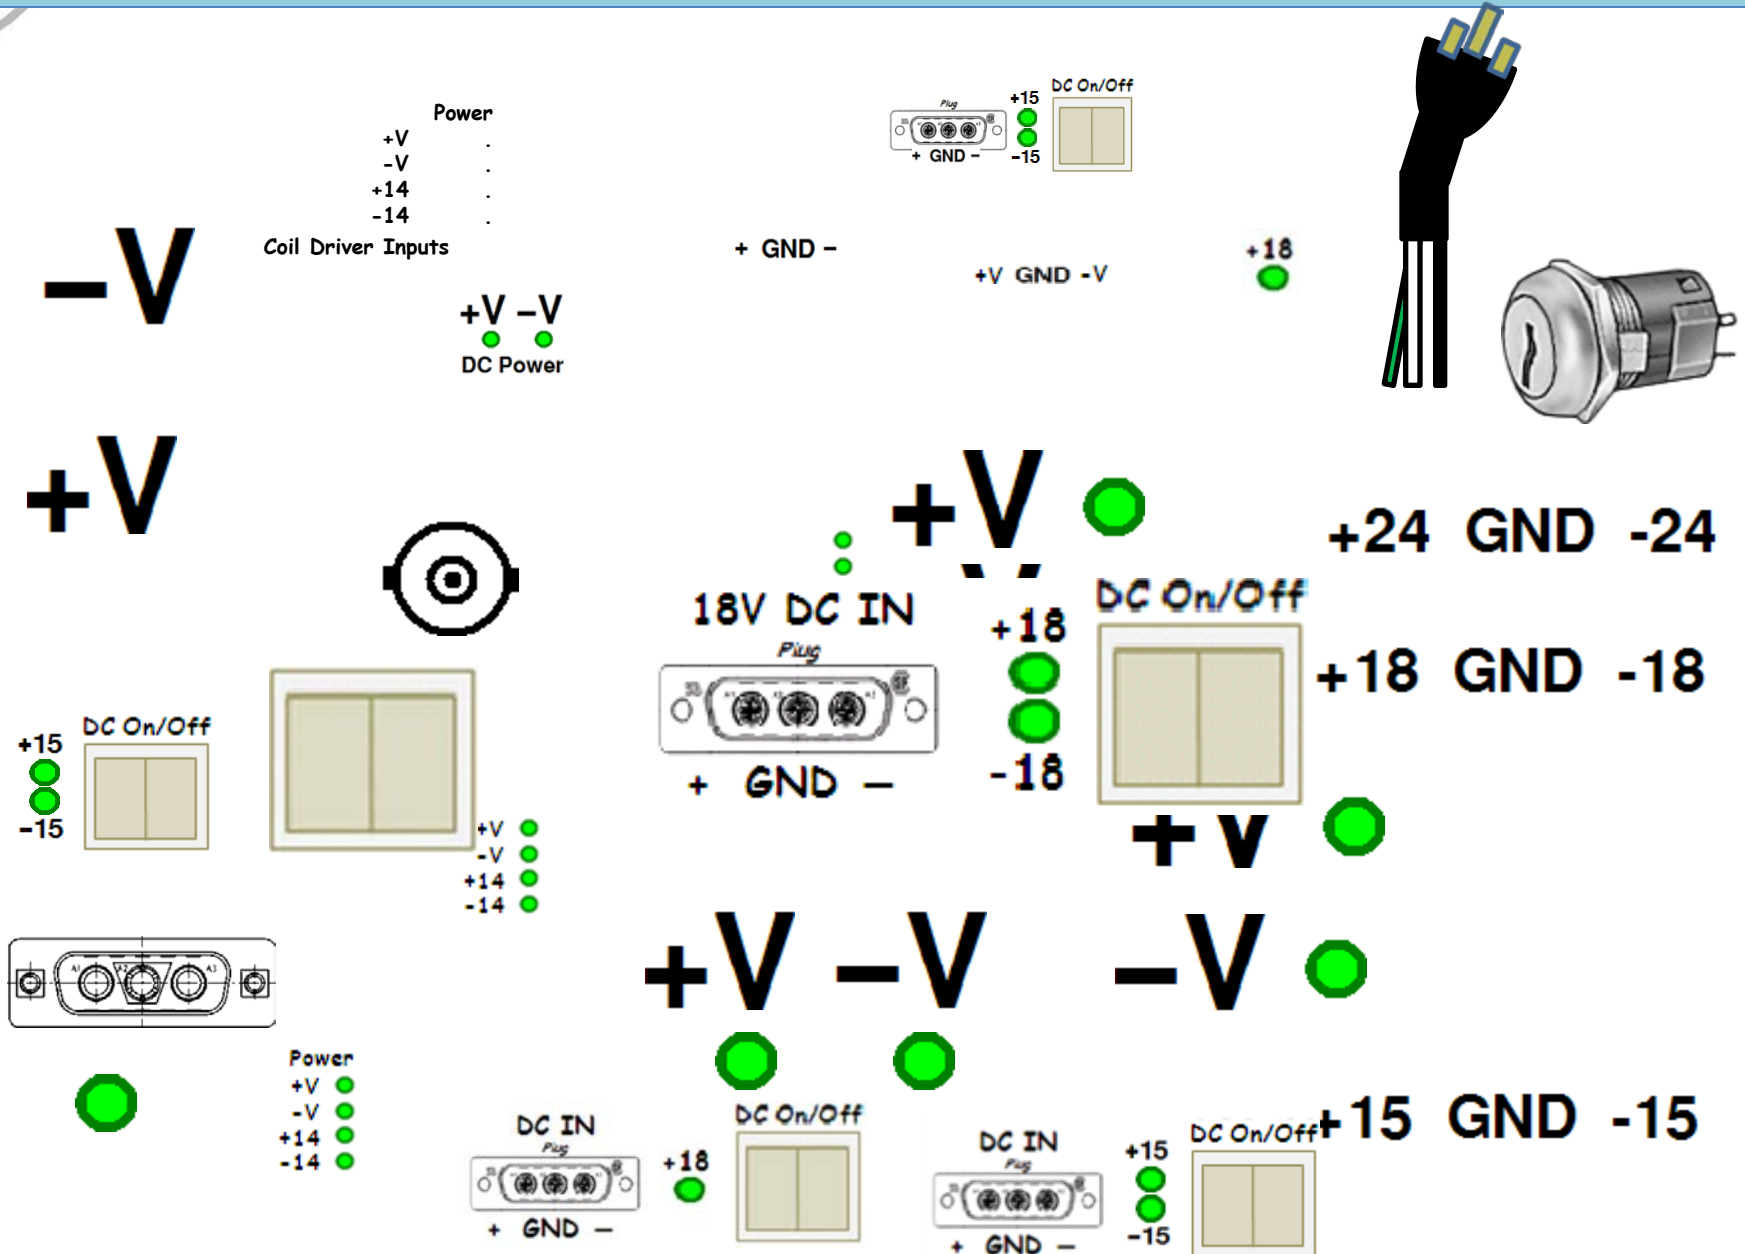 Power
+V .
-V .
+14 .
-14 .
Coil Driver Inputs
Plug
+ GND -
+15
-15
DC On/Off
-V
+V -V
DC Power
+ GND -
+V GND -V
+18
+V
+V
+24 GND -24
18V DC IN
Plug
+ GND -
+18
-18
DC On/Off
+18 GND -18
+15
-15
DC On/Off
+V
-V
+14
-14
+V
A1 A2 A3
+V -V
-V
Power
+V
-V
+14
-14
DC IN
Plug
+ GND -
+18
DC On/Off
DC IN
Plug
+ GND -
+15
-15
DC On/Off
+15 GND -15